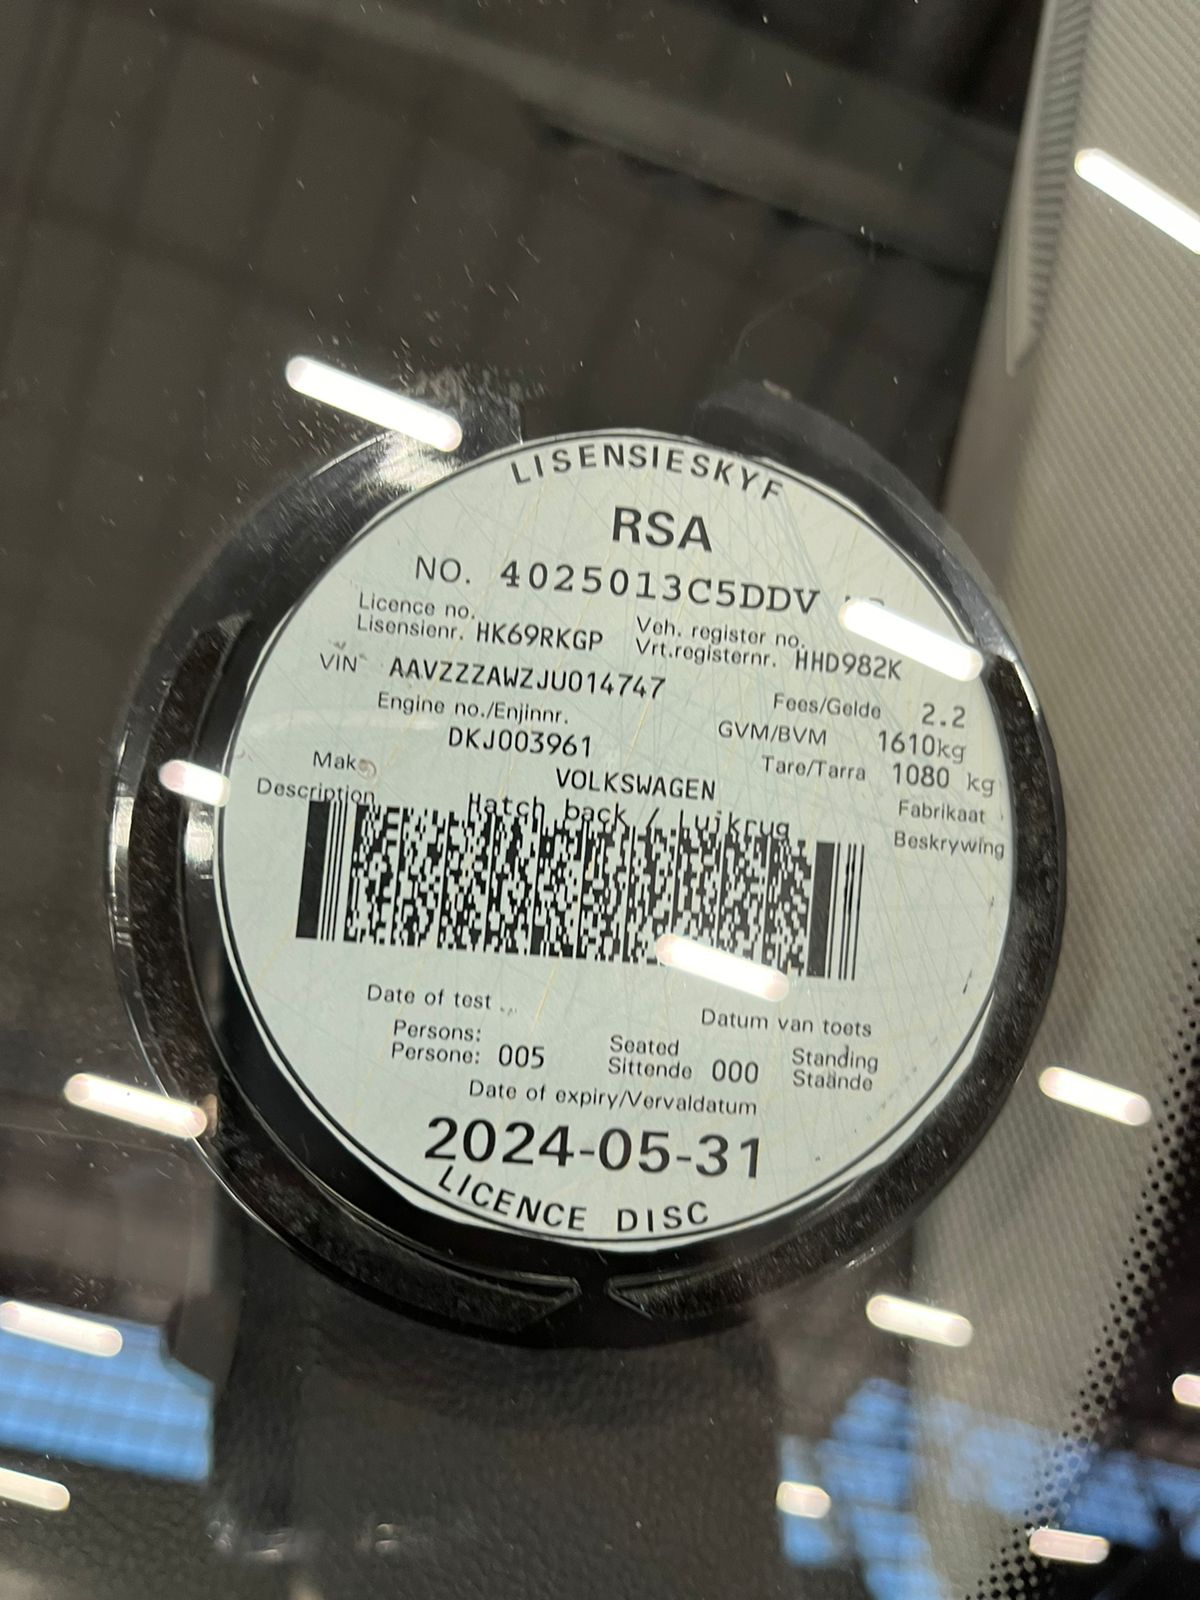 LISENSIESKYF
RSA
NO. 4025013C5DDV
Licence no. Veh. register no.
Lisensienr. HK69RKGP Vrt.registernr. HHD982K
VIN AAVZZZAWZJU014747 Fees/Gelde 2.2
Engine no./Enjinnr. GVM/BVM 1610kg
DKJ003961 Tare/Tarra 1080 kg
Make VOLKSWAGEN Fabrikaat
Description Hatch back / Luikrug Beskrywing
Date of test Datum van toets
Persons: Seated Standing
Persone: 005 Sittende 000 Staände
Date of expiry/Vervaldatum
2024-05-31
LICENCE DISC